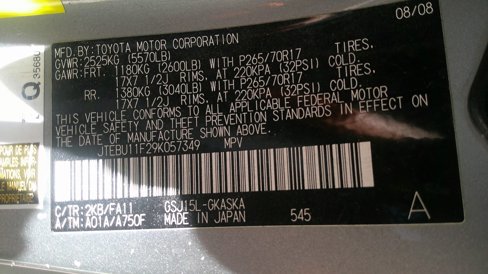 08/08
MFD.BY:TOYOTA MOTOR CORPORATION
GVWR:2525KG (5570LB)
GAWR:FRT. 1180KG (2600LB) WITH P265/70R17 TIRES,
17X7 1/2J RIMS, AT 220KPA (32PSI) COLD.
RR. 1380KG (3040LB) WITH P265/70R17 TIRES,
17X7 1/2J RIMS, AT 220KPA (32PSI) COLD.
THIS VEHICLE CONFORMS TO ALL APPLICABLE FEDERAL MOTOR
VEHICLE SAFETY AND THEFT PREVENTION STANDARDS IN EFFECT ON
THE DATE OF MANUFACTURE SHOWN ABOVE.
JTEBU11F29K057349 MPV
C/TR:2KB/FA11 GSJ15L-GKASKA
A/TM:A01A/A750F MADE IN JAPAN 545 A
Q